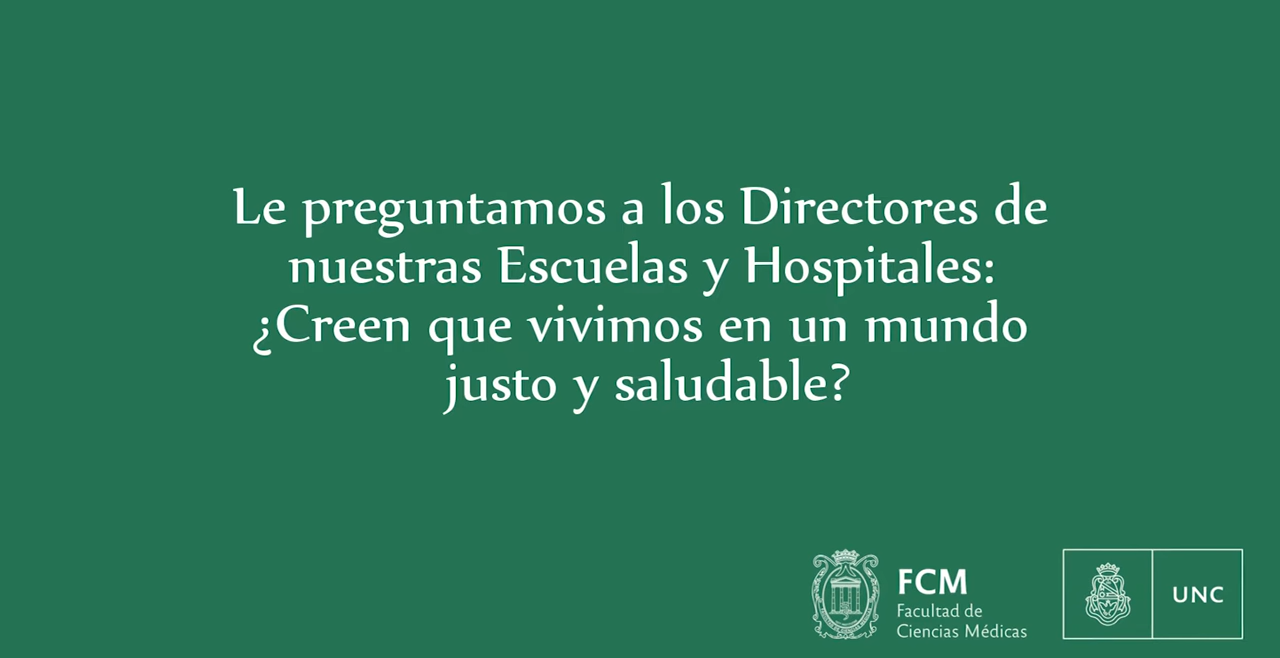 Le preguntamos a los Directores de
nuestras Escuelas y Hospitales:
¿Creen que vivimos en un mundo
justo y saludable?
FCM
Facultad de
Ciencias Médicas
UNC